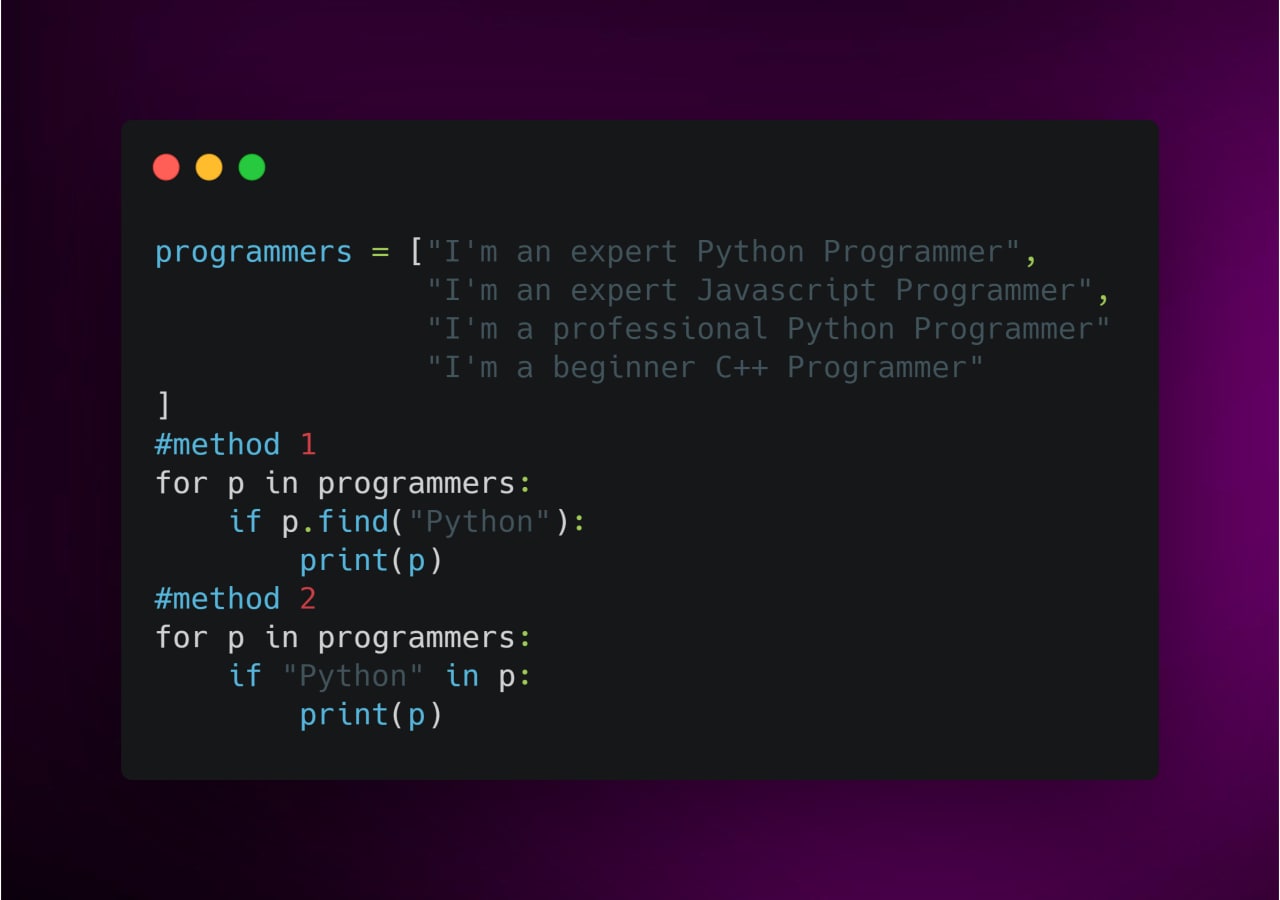 programmers = ["I'm an expert Python Programmer",
"I'm an expert Javascript Programmer",
"I'm a professional Python Programmer"
"I'm a beginner C++ Programmer"
]
#method 1
for p in programmers:
if p.find("Python"):
print(p)
#method 2
for p in programmers:
if "Python" in p:
print(p)